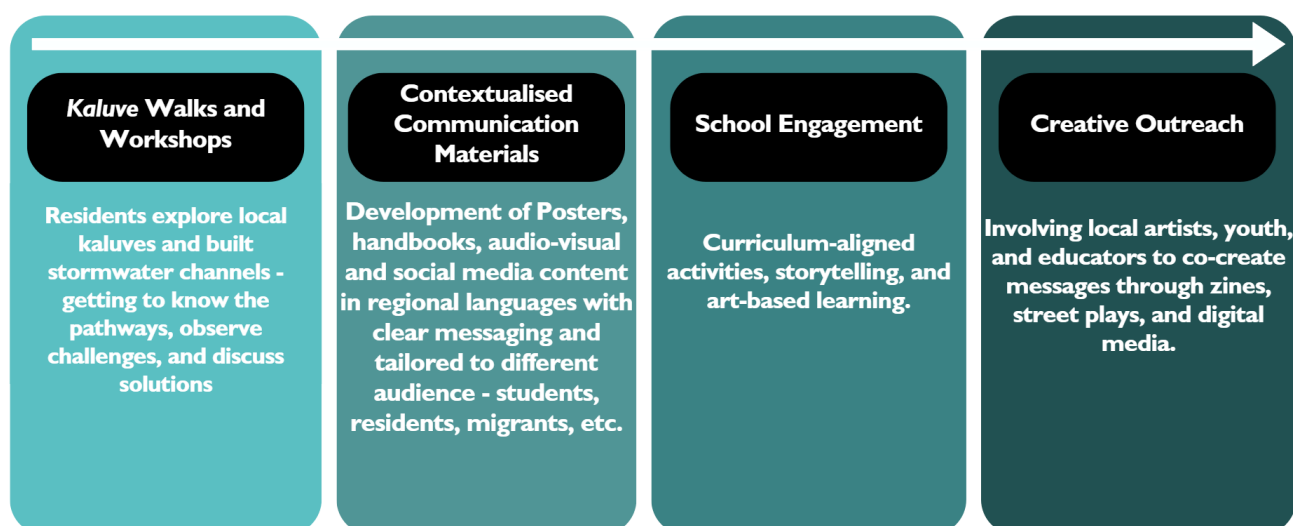 Kaluve Walks and
Workshops
Residents explore local
kaluves and built
stormwater channels -
getting to know the
pathways, observe
challenges, and discuss
solutions
Contextualised
Communication
Materials
Development of Posters,
handbooks, audio-visual
and social media content
in regional languages with
clear messaging and
tailored to different
audience - students,
residents, migrants, etc.
School Engagement
Curriculum-aligned
activities, storytelling, and
art-based learning.
Creative Outreach
Involving local artists, youth,
and educators to co-create
messages through zines,
street plays, and digital
media.